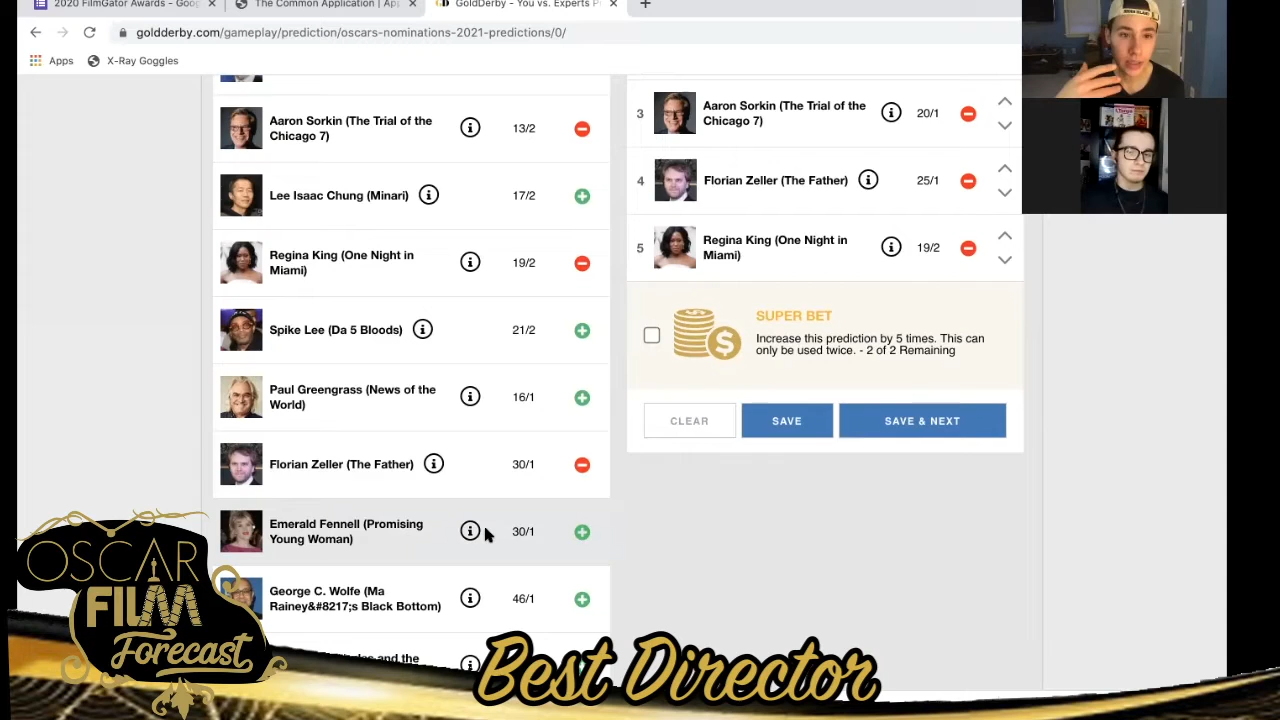 2020 FilmGator Awards - Goog
The Common Application | Ap
GoldDerby - You vs. Experts P
goldderby.com/gameplay/prediction/oscars-nominations-2021-predictions/0/
Apps
X-Ray Goggles
Aaron Sorkin (The Trial of the
Chicago 7)
13/2
Lee Isaac Chung (Minari)
17/2
Regina King (One Night in
Miami)
19/2
Spike Lee (Da 5 Bloods)
21/2
Paul Greengrass (News of the
World)
16/1
Florian Zeller (The Father)
30/1
Emerald Fennell (Promising
Young Woman)
30/1
George C. Wolfe (Ma
Rainey&#8217;s Black Bottom)
46/1
and the
3
Aaron Sorkin (The Trial of the
Chicago 7)
20/1
4
Florian Zeller (The Father)
25/1
5
Regina King (One Night in
Miami)
19/2
SUPER BET
Increase this prediction by 5 times. This can
only be used twice. - 2 of 2 Remaining
CLEAR
SAVE
SAVE & NEXT
OSCAR
FILM
Forecast
Best Director